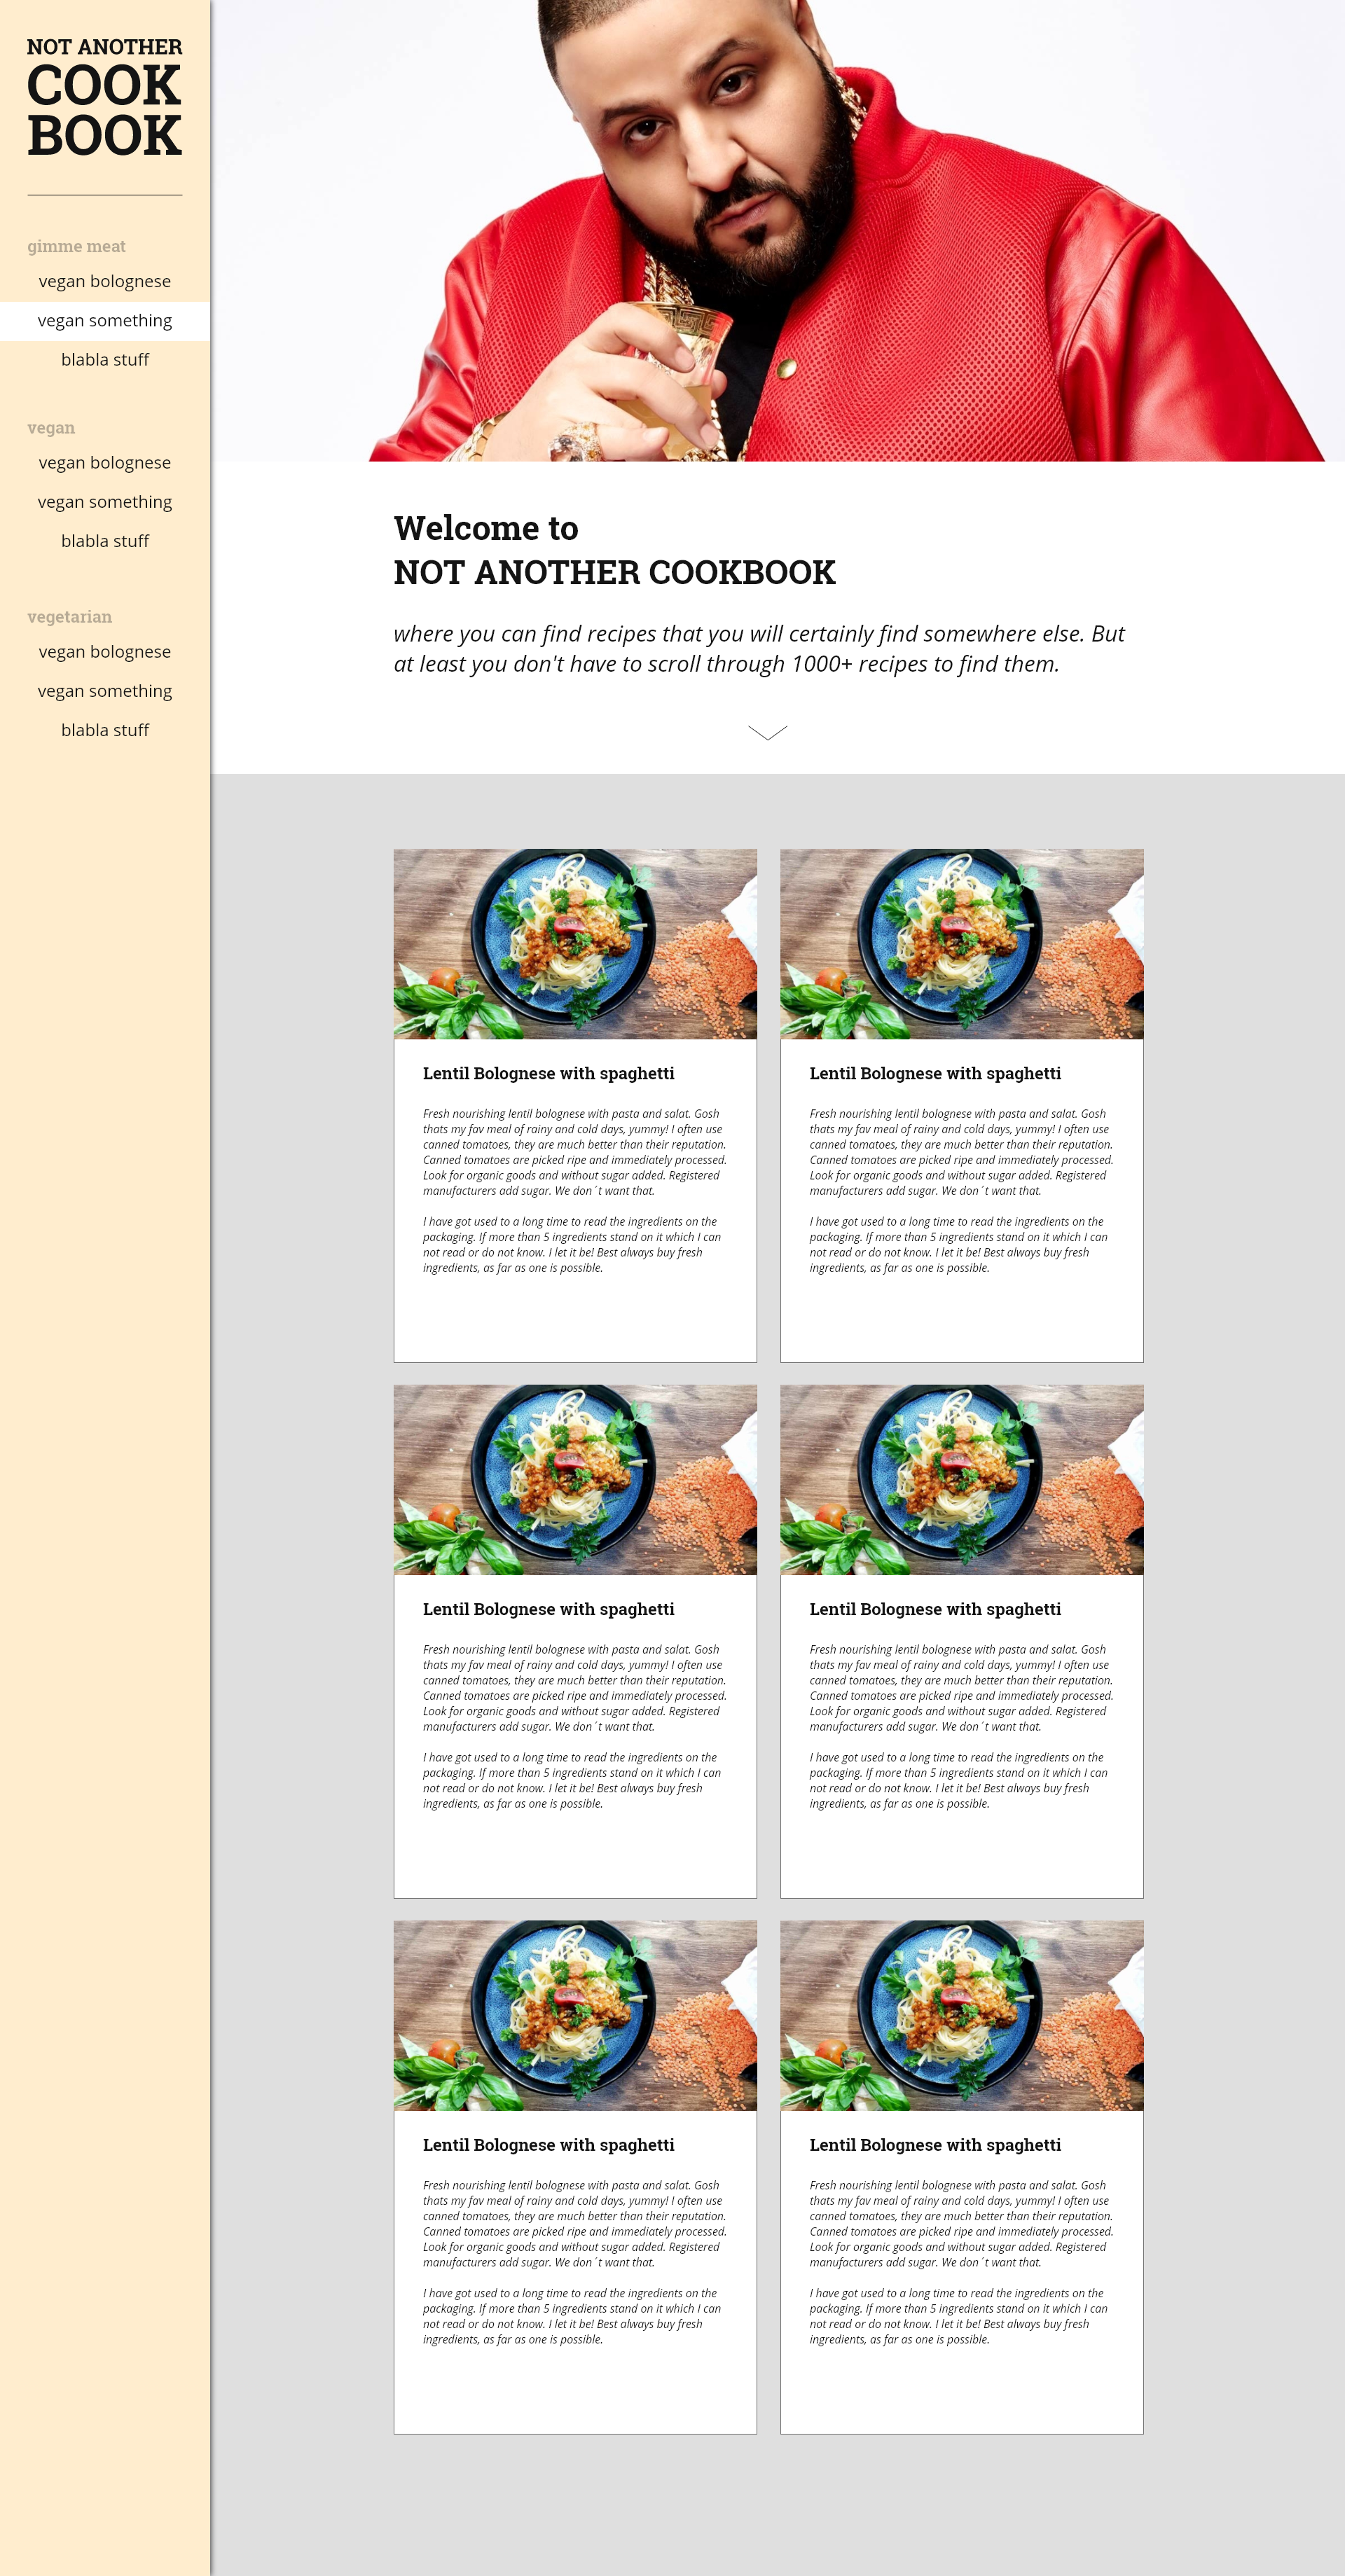 NOT ANOTHER
COOK
BOOK
gimme meat
vegan bolognese
vegan something
blabla stuff
vegan
vegan bolognese
vegan something
blabla stuff
vegetarian
vegan bolognese
vegan something
blabla stuff
Welcome to
NOT ANOTHER COOKBOOK
where you can find recipes that you will certainly find somewhere else. But
at least you don't have to scroll through 1000+ recipes to find them.
Lentil Bolognese with spaghetti
Fresh nourishing lentil bolognese with pasta and salat. Gosh
thats my fav meal of rainy and cold days, yummy! I often use
canned tomatoes, they are much better than their reputation.
Canned tomatoes are picked ripe and immediately processed.
Look for organic goods and without sugar added. Registered
manufacturers add sugar. We don´t want that.
I have got used to a long time to read the ingredients on the
packaging. If more than 5 ingredients stand on it which I can
not read or do not know. I let it be! Best always buy fresh
ingredients, as far as one is possible.
Lentil Bolognese with spaghetti
Fresh nourishing lentil bolognese with pasta and salat. Gosh
thats my fav meal of rainy and cold days, yummy! I often use
canned tomatoes, they are much better than their reputation.
Canned tomatoes are picked ripe and immediately processed.
Look for organic goods and without sugar added. Registered
manufacturers add sugar. We don´t want that.
I have got used to a long time to read the ingredients on the
packaging. If more than 5 ingredients stand on it which I can
not read or do not know. I let it be! Best always buy fresh
ingredients, as far as one is possible.
Lentil Bolognese with spaghetti
Fresh nourishing lentil bolognese with pasta and salat. Gosh
thats my fav meal of rainy and cold days, yummy! I often use
canned tomatoes, they are much better than their reputation.
Canned tomatoes are picked ripe and immediately processed.
Look for organic goods and without sugar added. Registered
manufacturers add sugar. We don´t want that.
I have got used to a long time to read the ingredients on the
packaging. If more than 5 ingredients stand on it which I can
not read or do not know. I let it be! Best always buy fresh
ingredients, as far as one is possible.
Lentil Bolognese with spaghetti
Fresh nourishing lentil bolognese with pasta and salat. Gosh
thats my fav meal of rainy and cold days, yummy! I often use
canned tomatoes, they are much better than their reputation.
Canned tomatoes are picked ripe and immediately processed.
Look for organic goods and without sugar added. Registered
manufacturers add sugar. We don´t want that.
I have got used to a long time to read the ingredients on the
packaging. If more than 5 ingredients stand on it which I can
not read or do not know. I let it be! Best always buy fresh
ingredients, as far as one is possible.
Lentil Bolognese with spaghetti
Fresh nourishing lentil bolognese with pasta and salat. Gosh
thats my fav meal of rainy and cold days, yummy! I often use
canned tomatoes, they are much better than their reputation.
Canned tomatoes are picked ripe and immediately processed.
Look for organic goods and without sugar added. Registered
manufacturers add sugar. We don´t want that.
I have got used to a long time to read the ingredients on the
packaging. If more than 5 ingredients stand on it which I can
not read or do not know. I let it be! Best always buy fresh
ingredients, as far as one is possible.
Lentil Bolognese with spaghetti
Fresh nourishing lentil bolognese with pasta and salat. Gosh
thats my fav meal of rainy and cold days, yummy! I often use
canned tomatoes, they are much better than their reputation.
Canned tomatoes are picked ripe and immediately processed.
Look for organic goods and without sugar added. Registered
manufacturers add sugar. We don´t want that.
I have got used to a long time to read the ingredients on the
packaging. If more than 5 ingredients stand on it which I can
not read or do not know. I let it be! Best always buy fresh
ingredients, as far as one is possible.